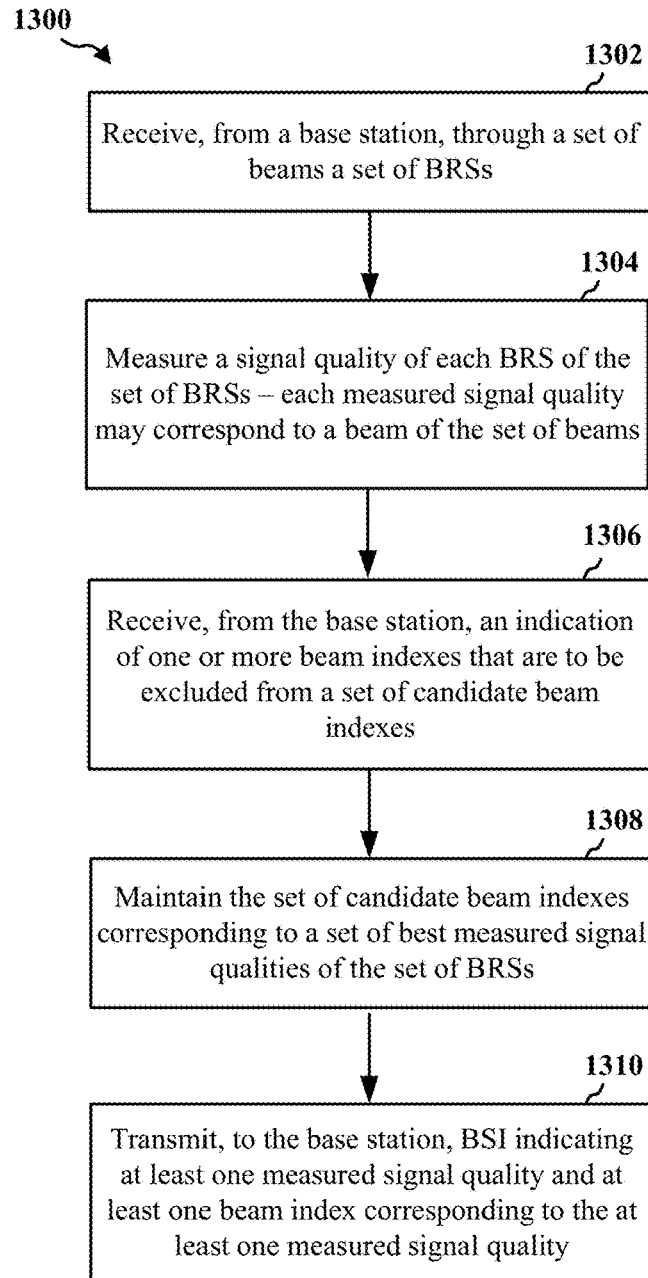 1300
1302
Receive, from a base station, through a set of
beams a set of BRSs
1304
Measure a signal quality of each BRS of the
set of BRSs – each measured signal quality
may correspond to a beam of the set of beams
1306
Receive, from the base station, an indication
of one or more beam indexes that are to be
excluded from a set of candidate beam
indexes
1308
Maintain the set of candidate beam indexes
corresponding to a set of best measured signal
qualities of the set of BRSs
1310
Transmit, to the base station, BSI indicating
at least one measured signal quality and at
least one beam index corresponding to the at
least one measured signal quality